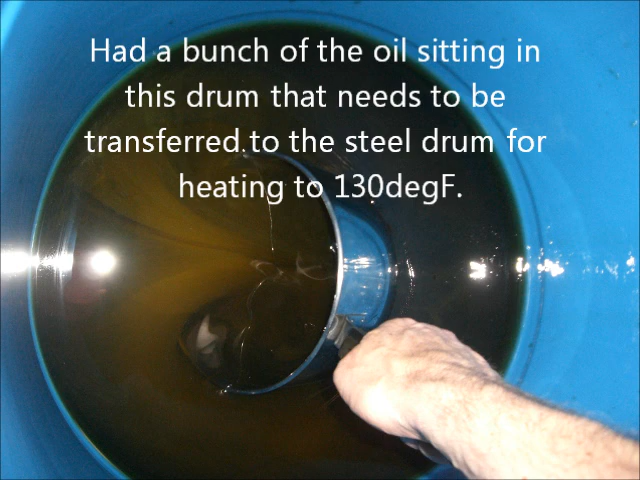 Had a bunch of the oil sitting in
this drum that needs to be
transferred to the steel drum for
heating to 130degF.